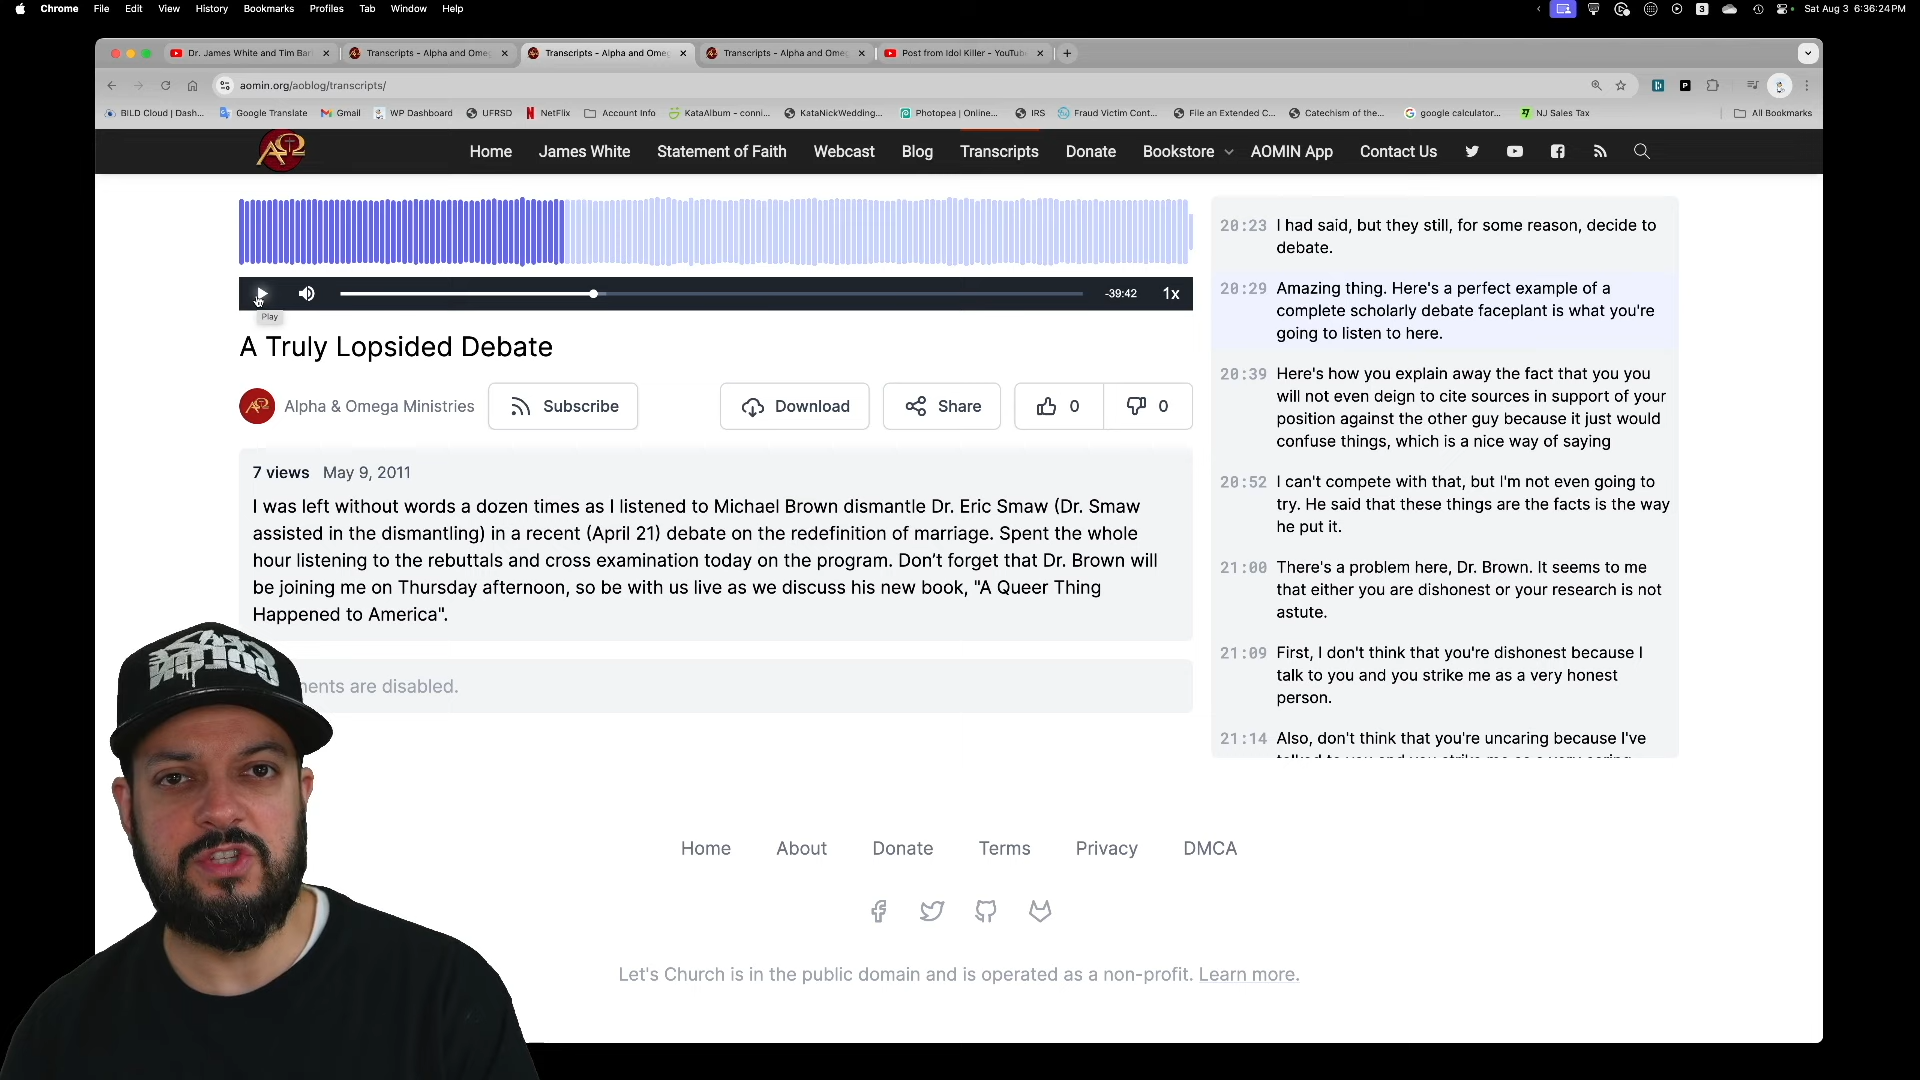 Chrome File Edit View History Bookmarks Profiles Tab Window Help
3 Sat Aug 3 6:36:24 PM
Dr. James White and Tim Bar
Transcripts - Alpha and Ome
Transcripts - Alpha and Ome
Transcripts - Alpha and Ome
Post from Idol Killer - YouTub
aomin.org/aoblog/transcripts/
BILD Cloud | Dash... Google Translate Gmail WP Dashboard UFRSD NetFlix Account Info KataAlbum - conni... KataNickWedding... Photopea | Online... IRS Fraud Victim Cont... File an Extended C... Catechism of the... google calculator... NJ Sales Tax All Bookmarks
ΑΩ Home James White Statement of Faith Webcast Blog Transcripts Donate Bookstore AOMIN App Contact Us
-39:42 1x
Play
A Truly Lopsided Debate
ΑΩ Alpha & Omega Ministries Subscribe Download Share 0 0
7 views May 9, 2011
I was left without words a dozen times as I listened to Michael Brown dismantle Dr. Eric Smaw (Dr. Smaw
assisted in the dismantling) in a recent (April 21) debate on the redefinition of marriage. Spent the whole
hour listening to the rebuttals and cross examination today on the program. Don't forget that Dr. Brown will
be joining me on Thursday afternoon, so be with us live as we discuss his new book, "A Queer Thing
Happened to America".
ments are disabled.
20:23 I had said, but they still, for some reason, decide to
debate.
20:29 Amazing thing. Here's a perfect example of a
complete scholarly debate faceplant is what you're
going to listen to here.
20:39 Here's how you explain away the fact that you you
will not even deign to cite sources in support of your
position against the other guy because it just would
confuse things, which is a nice way of saying
20:52 I can't compete with that, but I'm not even going to
try. He said that these things are the facts is the way
he put it.
21:00 There's a problem here, Dr. Brown. It seems to me
that either you are dishonest or your research is not
astute.
21:09 First, I don't think that you're dishonest because I
talk to you and you strike me as a very honest
person.
21:14 Also, don't think that you're uncaring because I've
Home About Donate Terms Privacy DMCA
Let's Church is in the public domain and is operated as a non-profit. Learn more.